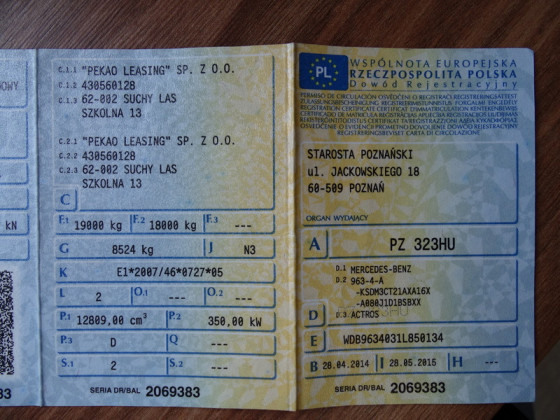 NOWY
kN
C.1.1 "PEKAO LEASING" SP. Z O.O.
C.1.2 430560128
C.1.3 62-002 SUCHY LAS
SZKOLNA 13
C.2.1 "PEKAO LEASING" SP. Z O.O.
C.2.2 430560128
C.2.3 62-002 SUCHY LAS
SZKOLNA 13
C
F.1 19000 kg F.2 18000 kg F.3 ---
G 8524 kg J N3
K E1*2007/46*0727*05
L 2 O.1 --- O.2 ---
P.1 12809,00 cm³ P.2 350,00 kW
P.3 D Q ---
S.1 2 S.2 ---
SERIA DR/BAL 2069383
PL
WSPÓLNOTA EUROPEJSKA
RZECZPOSPOLITA POLSKA
Dowód Rejestracyjny
STAROSTA POZNAŃSKI
ul. JACKOWSKIEGO 18
60-509 POZNAŃ
ORGAN WYDAJĄCY
A PZ 323HU
D.1 MERCEDES-BENZ
D.2 963-4-A
-KSDM3CT21AXA16X
-A080J1D1BSBXX
D D.3 ACTROS
E WDB9634031L850134
B 28.04.2014 I 28.05.2015 H ---
SERIA DR/BAL 2069383